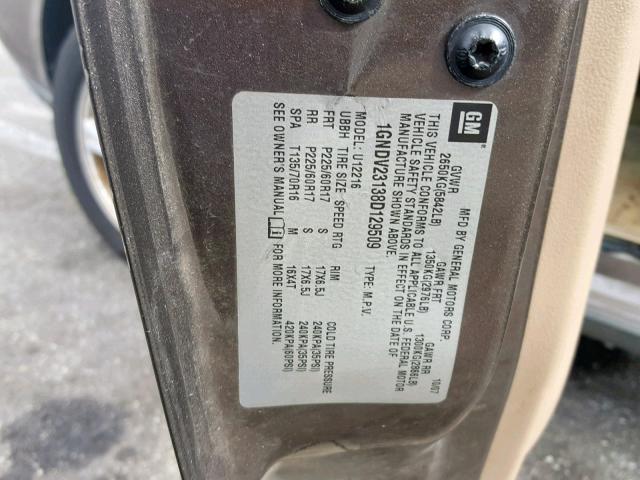 GM
MFD BY GENERAL MOTORS CORP. 10/07
GVWR GAWR FRT GAWR RR
2650KG(5842LB) 1350KG(2976LB) 1300KG(2866LB)
THIS VEHICLE CONFORMS TO ALL APPLICABLE U.S. FEDERAL MOTOR
VEHICLE SAFETY STANDARDS IN EFFECT ON THE DATE OF
MANUFACTURE SHOWN ABOVE.
1GNDV23138D129509 TYPE: M.P.V.
MODEL: U12216
UBBH TIRE SIZE SPEED RTG RIM COLD TIRE PRESSURE
FRT P225/60R17 S 17X6.5J 240KPA(35PSI)
RR P225/60R17 S 17X6.5J 240KPA(35PSI)
SPA T135/70R16 M 16X4T 420KPA(60PSI)
SEE OWNER'S MANUAL FOR MORE INFORMATION.